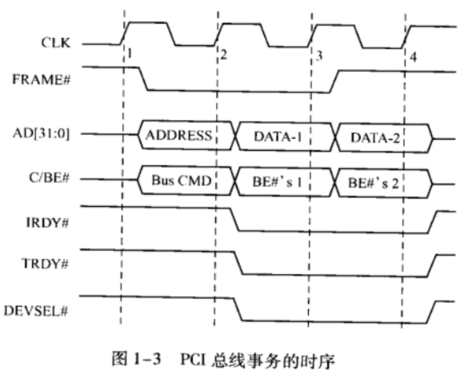 CLK
1 2 3 4
FRAME#
AD[31:0] ADDRESS DATA-1 DATA-2
C/BE# Bus CMD BE#'s 1 BE#'s 2
IRDY#
TRDY#
DEVSEL#
图 1-3 PCI 总线事务的时序